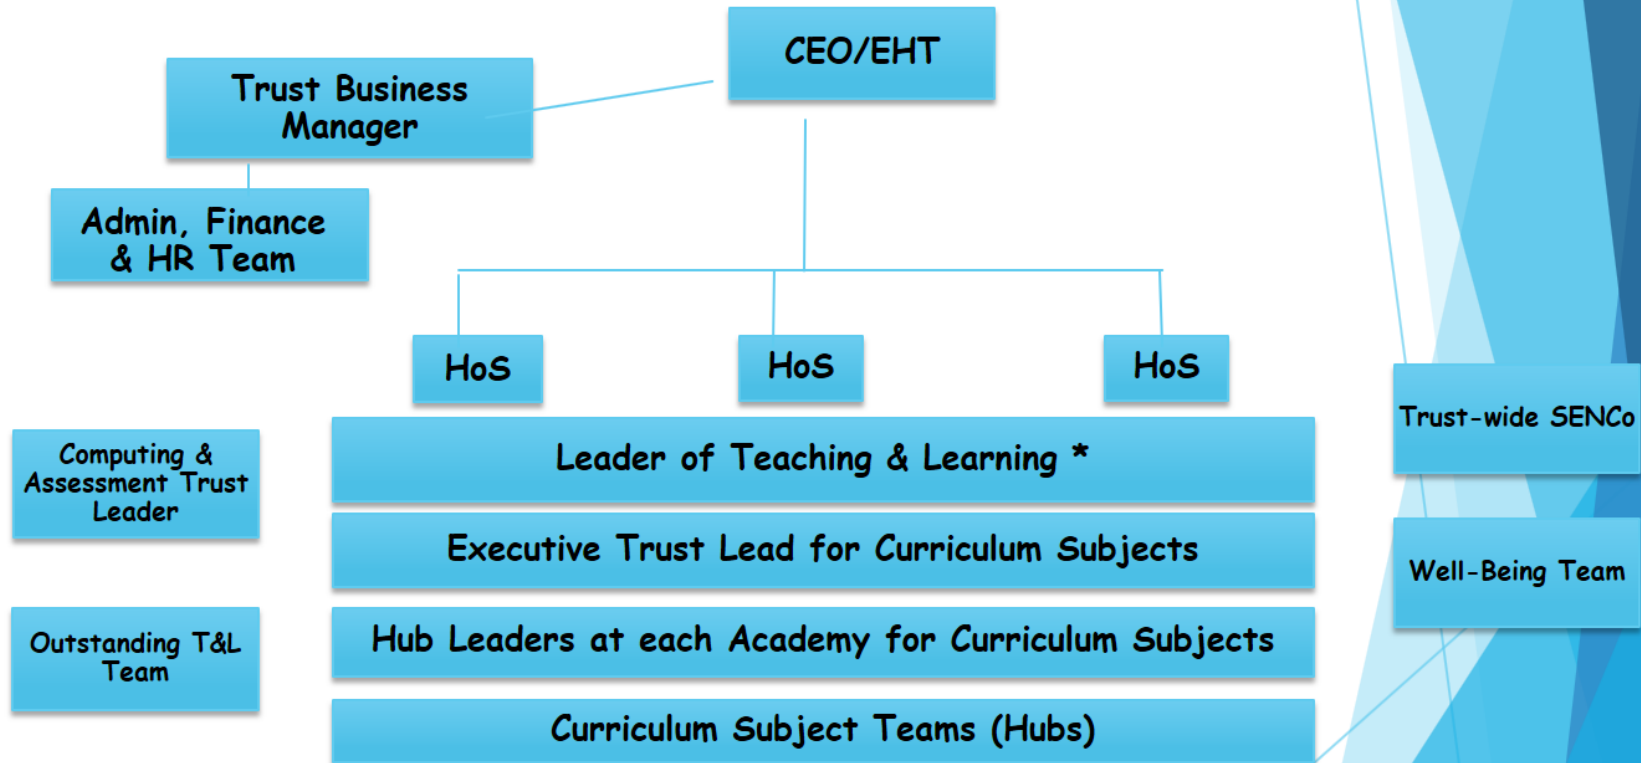 CEO/EHT
Trust Business
Manager
Admin, Finance
& HR Team
HoS
HoS
HoS
Trust-wide SENCo
Computing &
Assessment Trust
Leader
Leader of Teaching & Learning *
Executive Trust Lead for Curriculum Subjects
Well-Being Team
Outstanding T&L
Team
Hub Leaders at each Academy for Curriculum Subjects
Curriculum Subject Teams (Hubs)